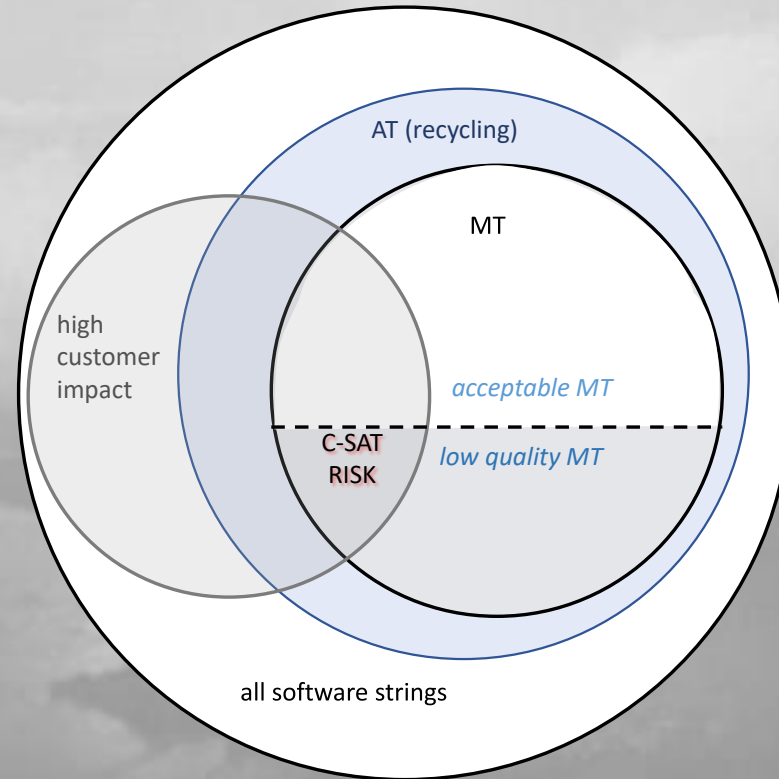 AT (recycling)
MT
high
customer
impact
acceptable MT
C-SAT
RISK
low quality MT
all software strings